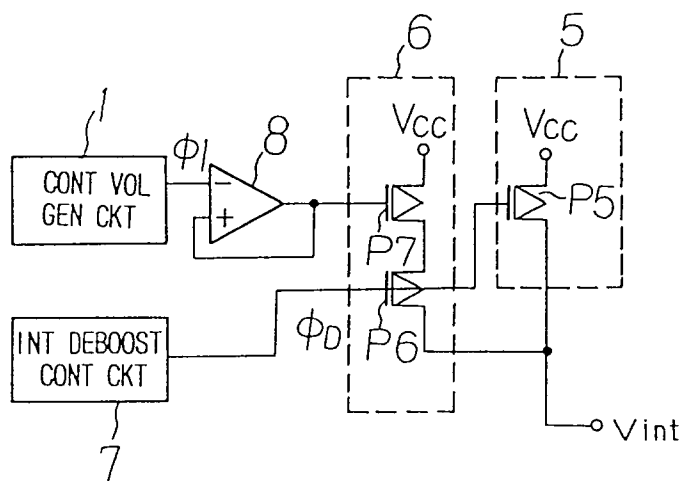 6
5
1
Vcc
Vcc
ϕ1
8
CONT VOL
GEN CKT
−
+
P7
P5
ϕD
P6
INT DEBOOST
CONT CKT
7
Vint